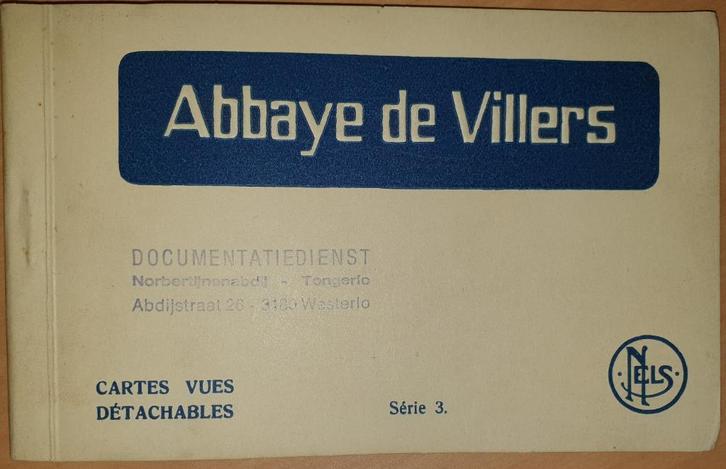 Abbaye de Villers
DOCUMENTATIEDIENST
Norbertijnenabdij - Tongerlo
Abdijstraat 26 - 3180 Westerlo
CARTES VUES
DÉTACHABLES
Série 3.
NELS